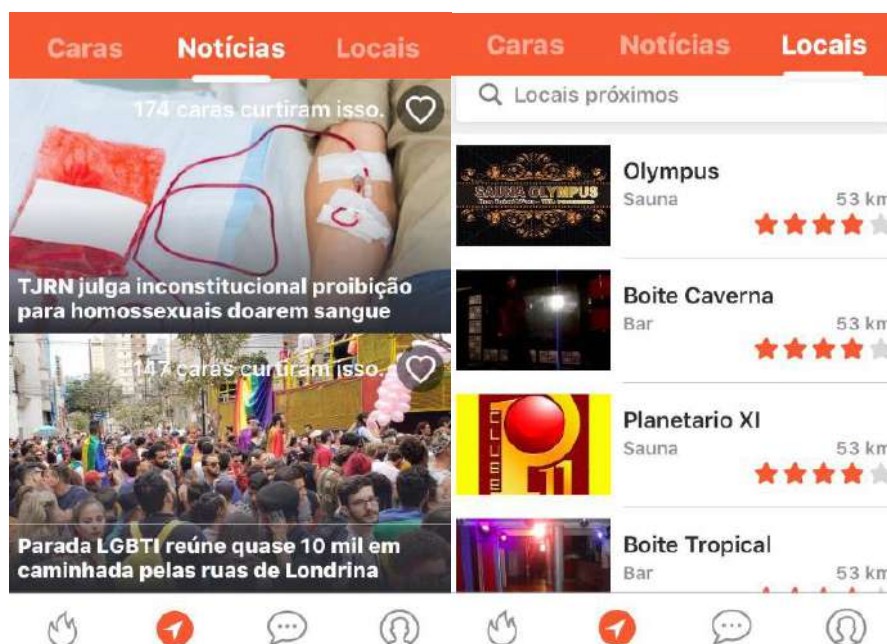 Caras Notícias Locais
174 caras curtiram isso.
TJRN julga inconstitucional proibição
para homossexuais doarem sangue
147 caras curtiram isso.
Parada LGBTI reúne quase 10 mil em
caminhada pelas ruas de Londrina
Caras Notícias Locais
Locais próximos
SAUNA OLYMPUS
Olympus
Sauna 53 km
Boite Caverna
Bar 53 km
CLUBE
11
Planetario XI
Sauna 53 km
Boite Tropical
Bar 53 km